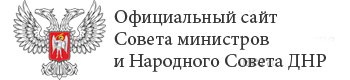 Официальный сайт
Совета министров
и Народного Совета ДНР